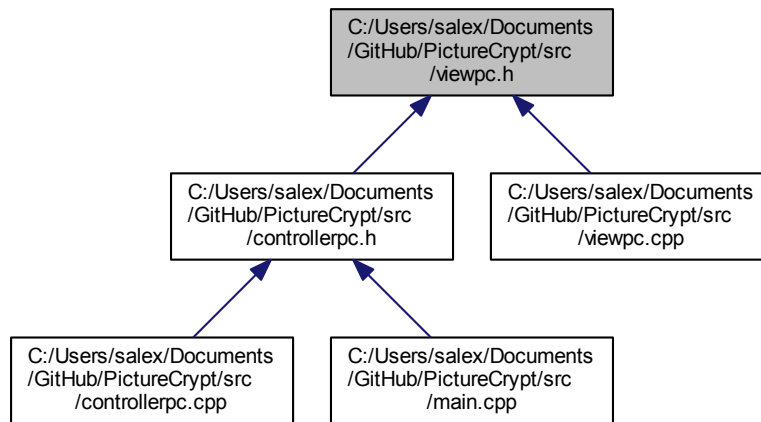 C:/Users/salex/Documents
/GitHub/PictureCrypt/src
/viewpc.h
C:/Users/salex/Documents
/GitHub/PictureCrypt/src
/controllerpc.h
C:/Users/salex/Documents
/GitHub/PictureCrypt/src
/viewpc.cpp
C:/Users/salex/Documents
/GitHub/PictureCrypt/src
/controllerpc.cpp
C:/Users/salex/Documents
/GitHub/PictureCrypt/src
/main.cpp